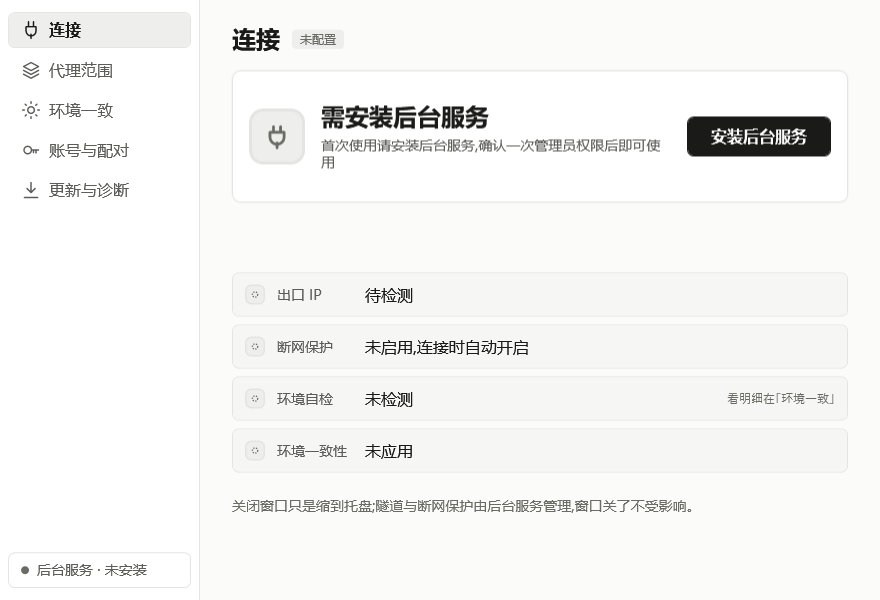 连接
代理范围
环境一致
账号与配对
更新与诊断
后台服务 · 未安装
连接
未配置
需安装后台服务
首次使用请安装后台服务,确认一次管理员权限后即可使
用
安装后台服务
出口 IP
待检测
断网保护
未启用,连接时自动开启
环境自检
未检测
看明细在「环境一致」
环境一致性
未应用
关闭窗口只是缩到托盘;隧道与断网保护由后台服务管理,窗口关了不受影响。